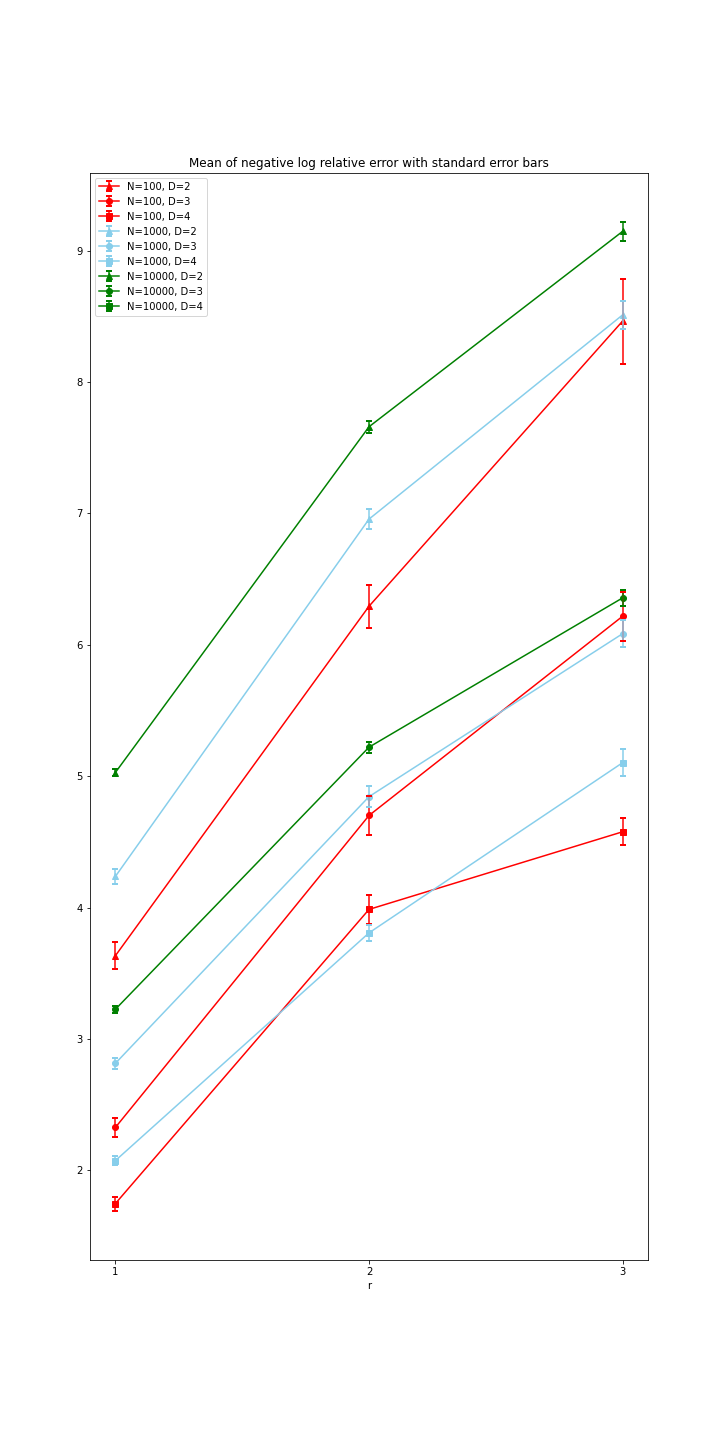 Mean of negative log relative error with standard error bars
N=100, D=2
N=100, D=3
N=100, D=4
N=1000, D=2
N=1000, D=3
N=1000, D=4
N=10000, D=2
N=10000, D=3
N=10000, D=4
9
8
7
6
5
4
3
2
1 2 3
r